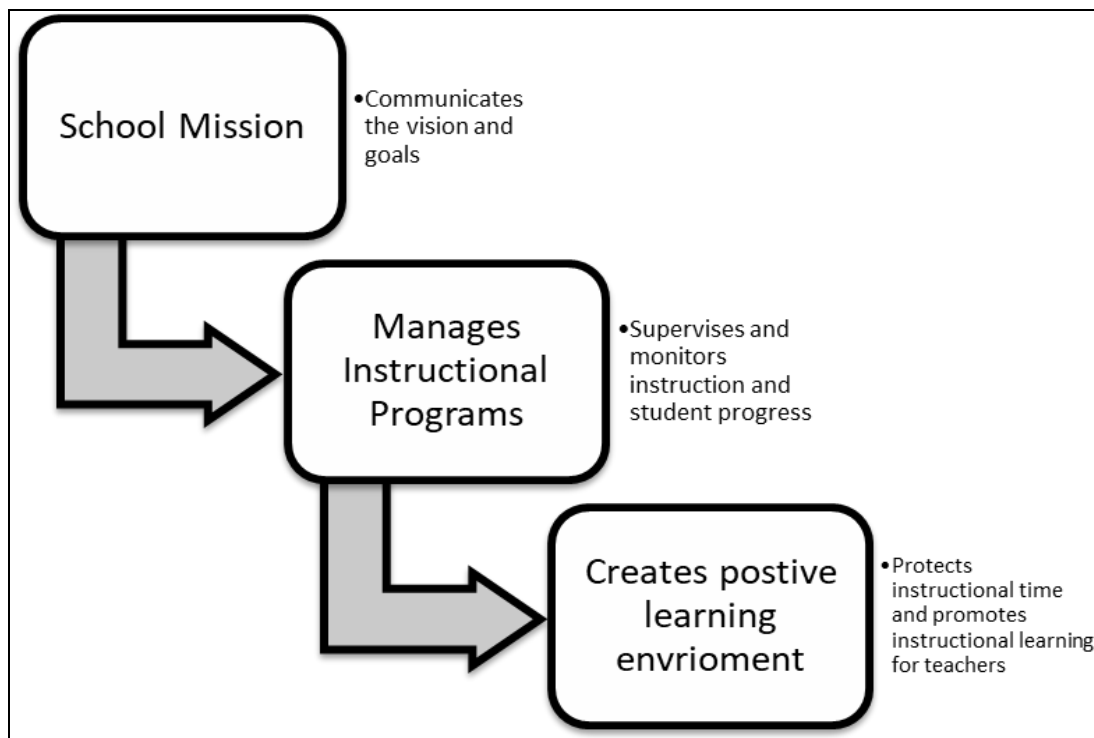 School Mission
•Communicates
the vision and
goals
Manages
Instructional
Programs
•Supervises and
monitors
instruction and
student progress
Creates postive
learning
envrioment
•Protects
instructional time
and promotes
instructional learning
for teachers